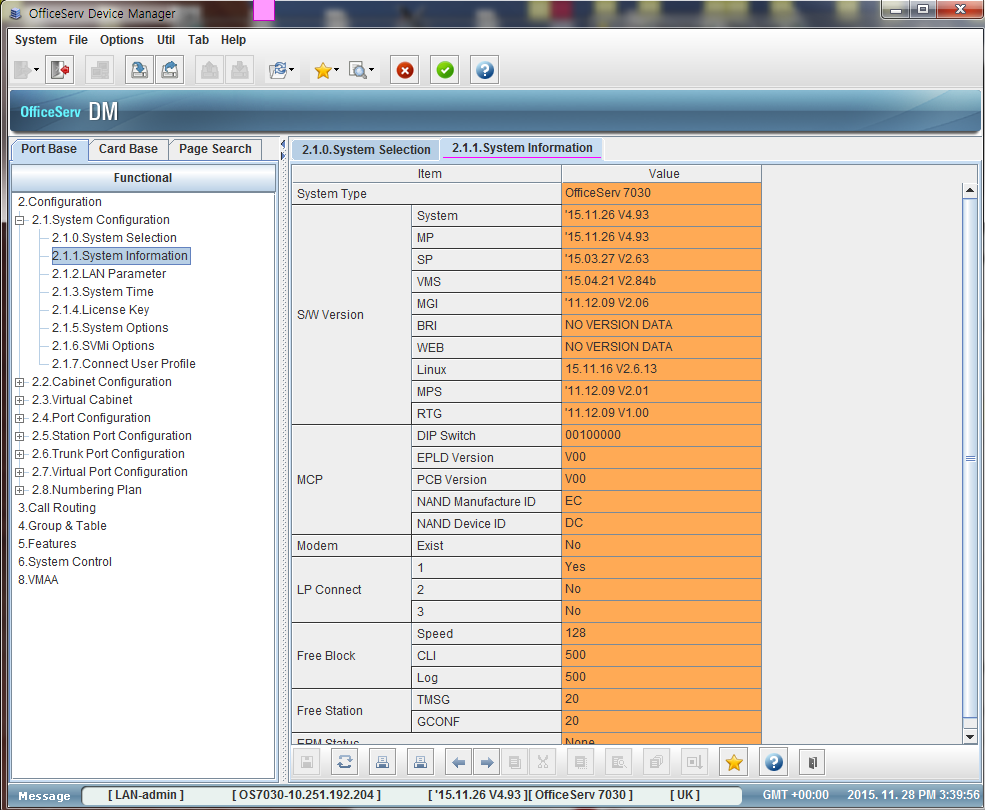 OfficeServ Device Manager
System File Options Util Tab Help
OfficeServ DM
Port Base Card Base Page Search
2.1.0.System Selection 2.1.1.System Information
Functional
2.Configuration
2.1.System Configuration
2.1.0.System Selection
2.1.1.System Information
2.1.2.LAN Parameter
2.1.3.System Time
2.1.4.License Key
2.1.5.System Options
2.1.6.SVMi Options
2.1.7.Connect User Profile
2.2.Cabinet Configuration
2.3.Virtual Cabinet
2.4.Port Configuration
2.5.Station Port Configuration
2.6.Trunk Port Configuration
2.7.Virtual Port Configuration
2.8.Numbering Plan
3.Call Routing
4.Group & Table
5.Features
6.System Control
8.VMAA
Item Value
System Type OfficeServ 7030
S/W Version
System '15.11.26 V4.93
MP '15.11.26 V4.93
SP '15.03.27 V2.63
VMS '15.04.21 V2.84b
MGI '11.12.09 V2.06
BRI NO VERSION DATA
WEB NO VERSION DATA
Linux 15.11.16 V2.6.13
MPS '11.12.09 V2.01
RTG '11.12.09 V1.00
MCP
DIP Switch 00100000
EPLD Version V00
PCB Version V00
NAND Manufacture ID EC
NAND Device ID DC
Modem Exist No
LP Connect
1 Yes
2 No
3 No
Free Block
Speed 128
CLI 500
Log 500
Free Station
TMSG 20
GCONF 20
Status None
Message [ LAN-admin ] [ OS7030-10.251.192.204 ] [ '15.11.26 V4.93 ][ OfficeServ 7030 ] [ UK ] GMT +00:00 2015. 11. 28 PM 3:39:56